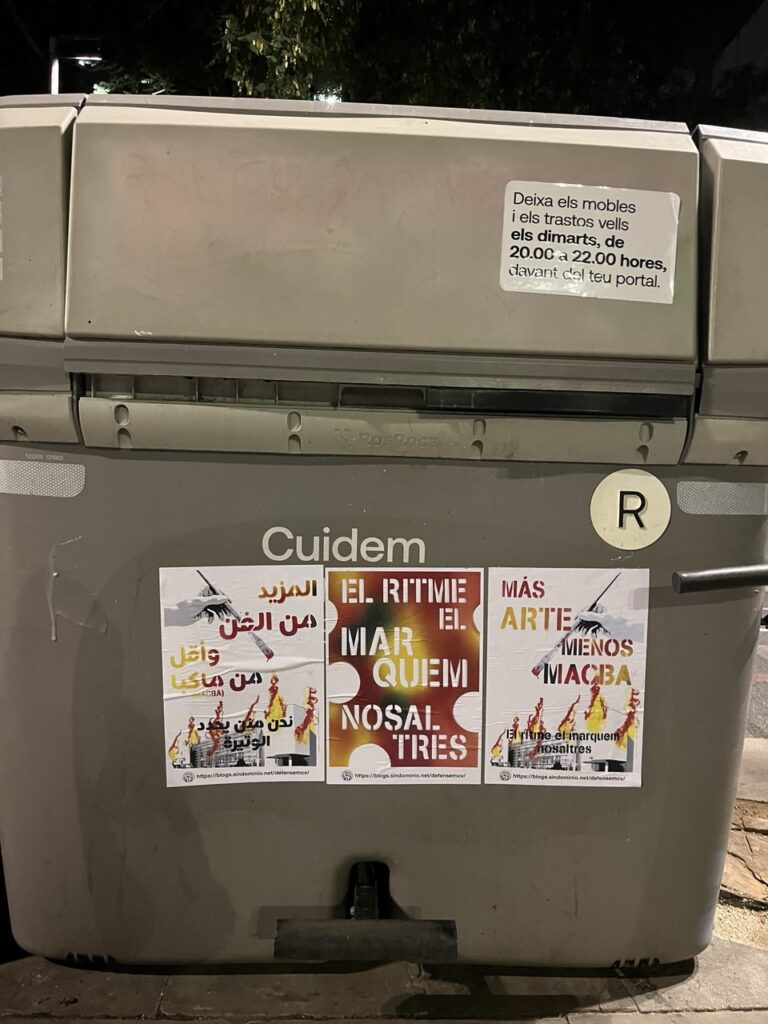 Deixa els mobles
i els trastos vells
els dimarts, de
20.00 a 22.00 hores,
davant del teu portal.
R
Cuidem
المزيد
من الفن
وأقل
من ماكبا
(MACBA)
نحن من يحدد
الوتيرة
https://blogs.sindominio.net/defensemcv/
EL RITME
EL
MAR
QUEM
NOSAL
TRES
https://blogs.sindominio.net/defensemcv/
MÁS
ARTE
MENOS
MACBA
El ritme el marquem
nosaltres
https://blogs.sindominio.net/defensemcv/